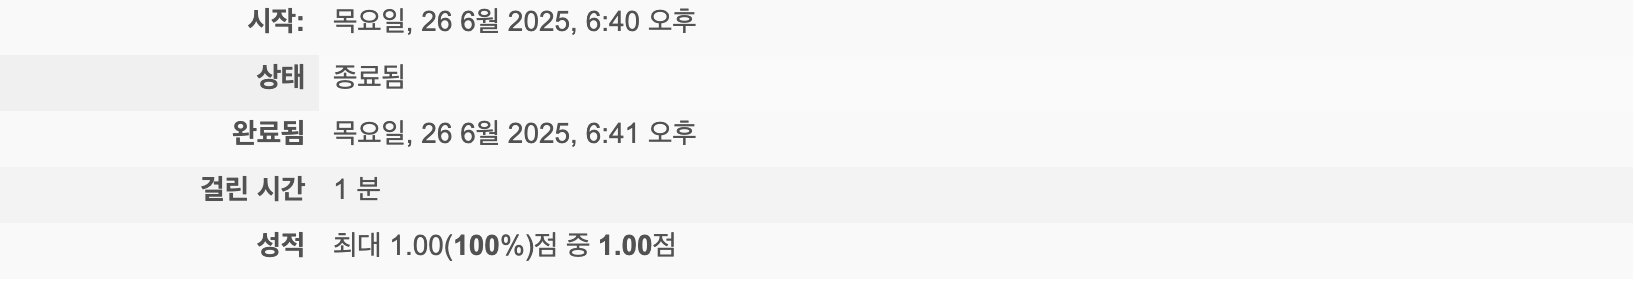 시작: 목요일, 26 6월 2025, 6:40 오후
상태 종료됨
완료됨 목요일, 26 6월 2025, 6:41 오후
걸린 시간 1 분
성적 최대 1.00(100%)점 중 1.00점